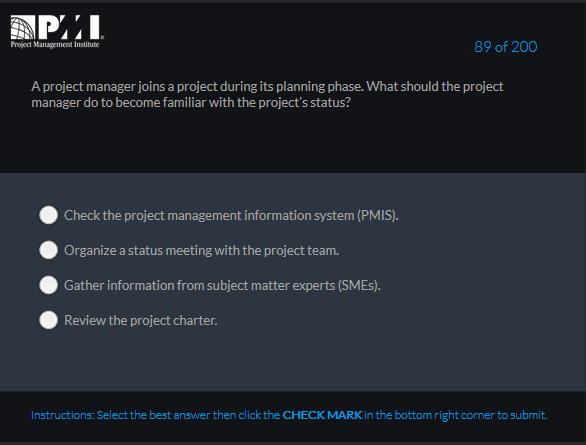 PMI
Project Management Institute
89 of 200
A project manager joins a project during its planning phase. What should the project
manager do to become familiar with the project's status?
Check the project management information system (PMIS).
Organize a status meeting with the project team.
Gather information from subject matter experts (SMEs).
Review the project charter.
Instructions: Select the best answer then click the CHECK MARK in the bottom right corner to submit.